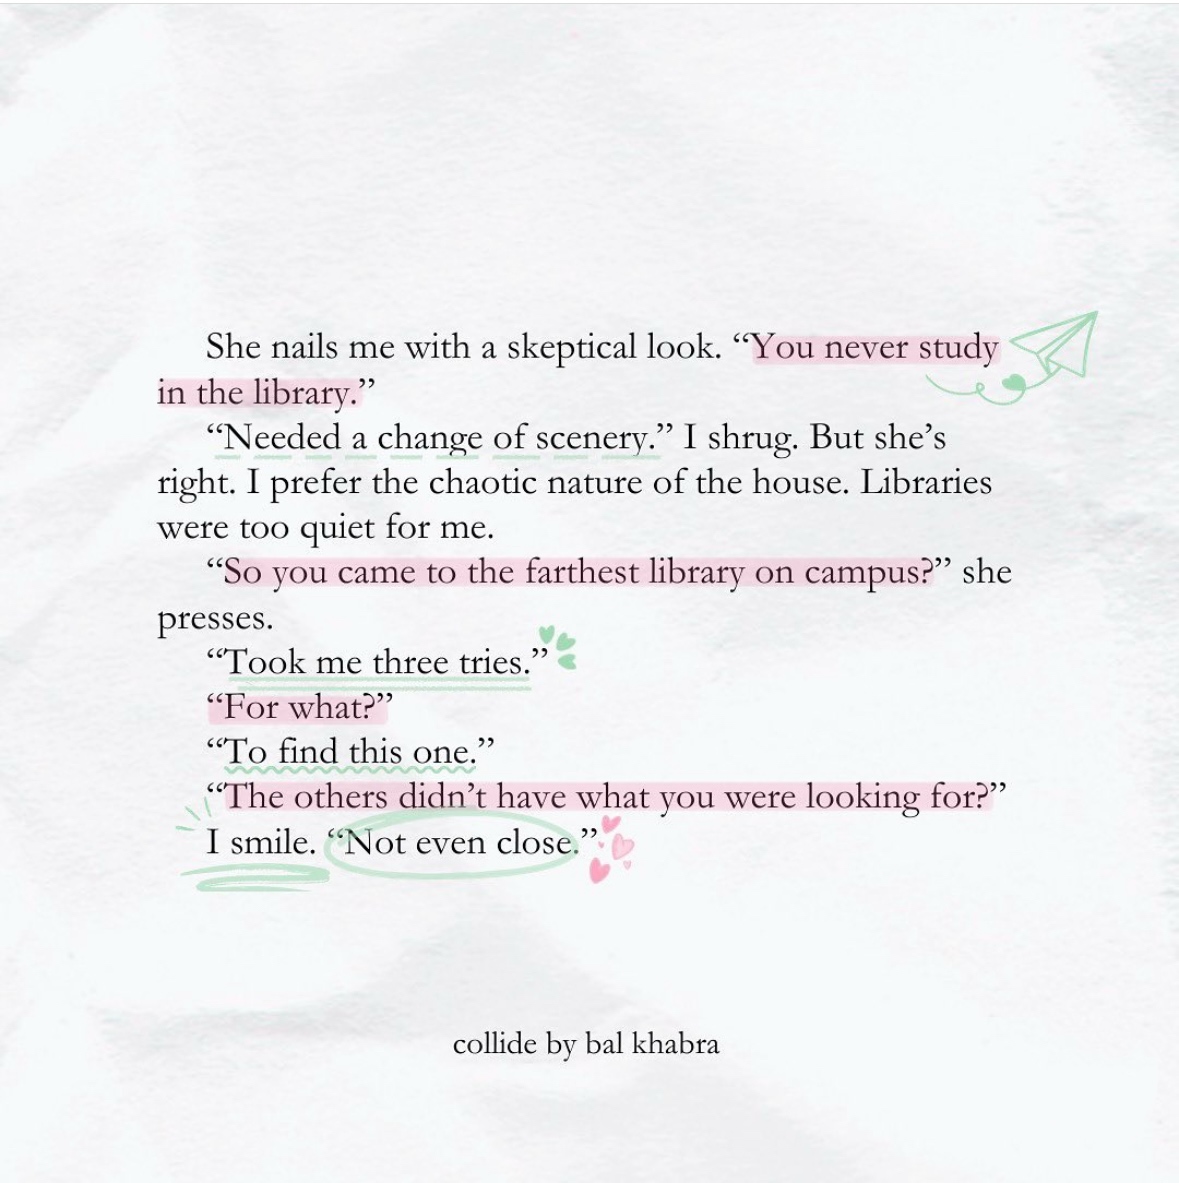 She nails me with a skeptical look. “You never study
in the library.”
“Needed a change of scenery.” I shrug. But she’s
right. I prefer the chaotic nature of the house. Libraries
were too quiet for me.
“So you came to the farthest library on campus?” she
presses.
“Took me three tries.”
“For what?”
“To find this one.”
“The others didn’t have what you were looking for?”
I smile. “Not even close.”
collide by bal khabra